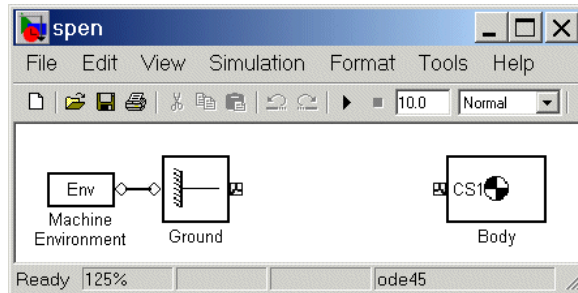 spen
File Edit View Simulation Format Tools Help
10.0 Normal
Env
CS1
Machine
Environment
Ground
Body
Ready 125% ode45